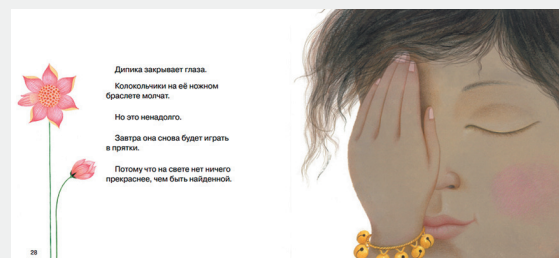 Дипика закрывает глаза.
Колокольчики на её ножном
браслете молчат.
Но это ненадолго.
Завтра она снова будет играть
в прятки.
Потому что на свете нет ничего
прекраснее, чем быть найденной.
28